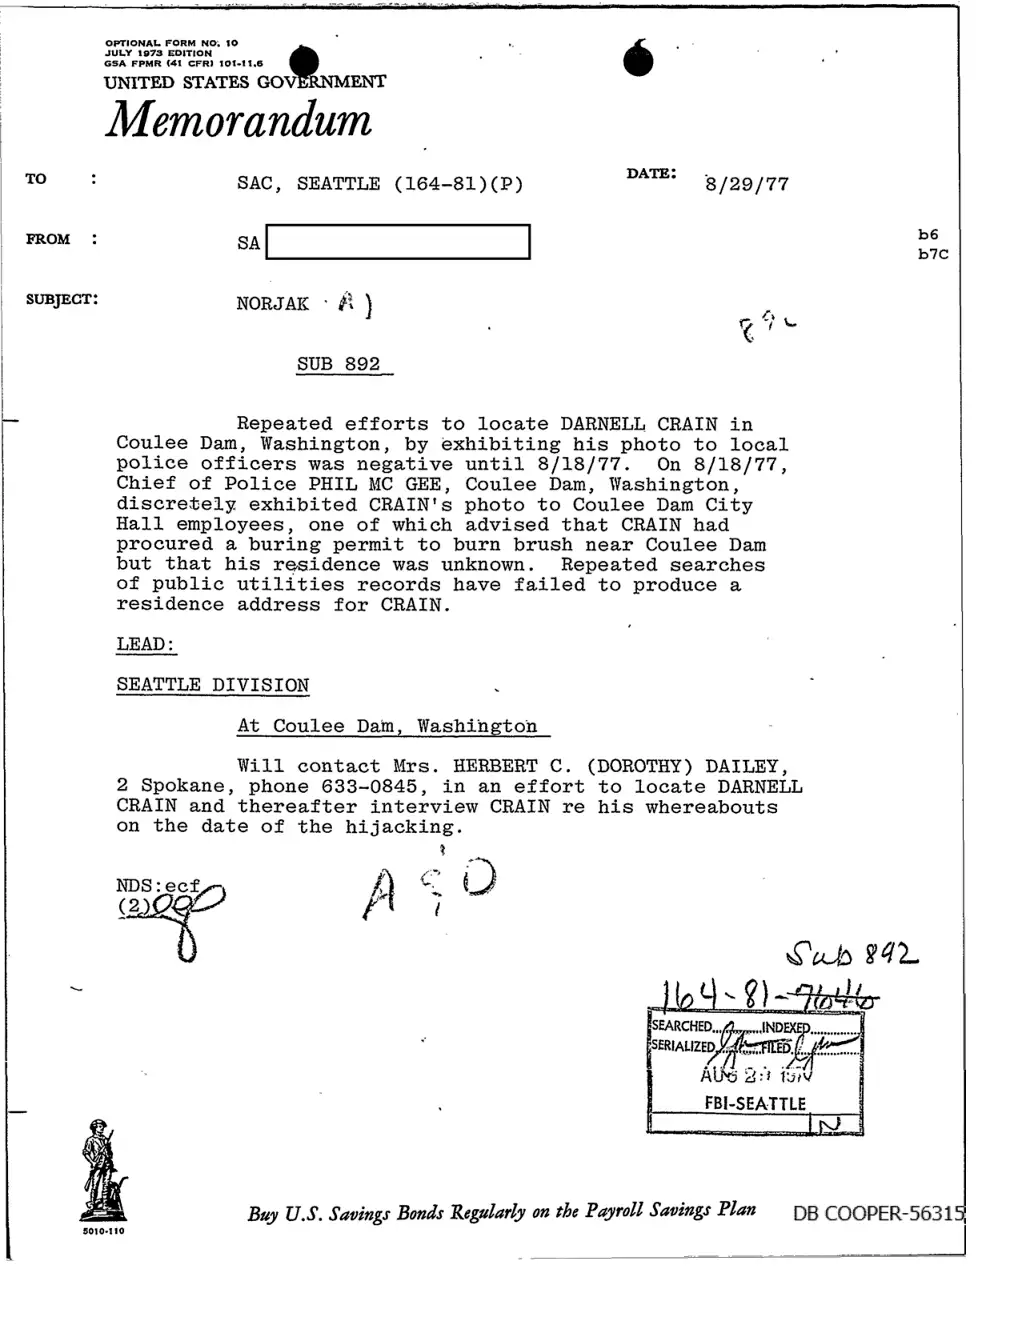 OPTIONAL FORM NO. 10
JULY 1973 EDITION
GSA FPMR (41 CFR) 101-11.6
UNITED STATES GOVERNMENT
Memorandum
TO : SAC, SEATTLE (164-81)(P) DATE: 8/29/77
FROM : SA b6
b7C
SUBJECT: NORJAK A)
892
SUB 892
Repeated efforts to locate DARNELL CRAIN in
Coulee Dam, Washington, by exhibiting his photo to local
police officers was negative until 8/18/77. On 8/18/77,
Chief of Police PHIL MC GEE, Coulee Dam, Washington,
discretely exhibited CRAIN's photo to Coulee Dam City
Hall employees, one of which advised that CRAIN had
procured a buring permit to burn brush near Coulee Dam
but that his residence was unknown. Repeated searches
of public utilities records have failed to produce a
residence address for CRAIN.
LEAD:
SEATTLE DIVISION
At Coulee Dam, Washington
Will contact Mrs. HERBERT C. (DOROTHY) DAILEY,
2 Spokane, phone 633-0845, in an effort to locate DARNELL
CRAIN and thereafter interview CRAIN re his whereabouts
on the date of the hijacking.
NDS:ecf
(2)
Sub 892
164-81-7646
SEARCHED INDEXED
SERIALIZED FILED
FBI-SEATTLE
N
5010-110
Buy U.S. Savings Bonds Regularly on the Payroll Savings Plan
DB COOPER-56315